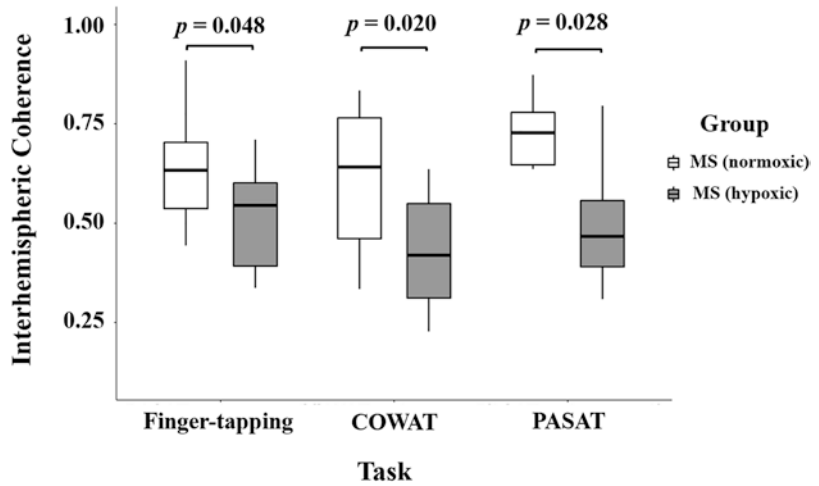 p = 0.048
p = 0.020
p = 0.028
1.00
0.75
0.50
0.25
Interhemispheric Coherence
Group
MS (normoxic)
MS (hypoxic)
Finger-tapping
COWAT
PASAT
Task